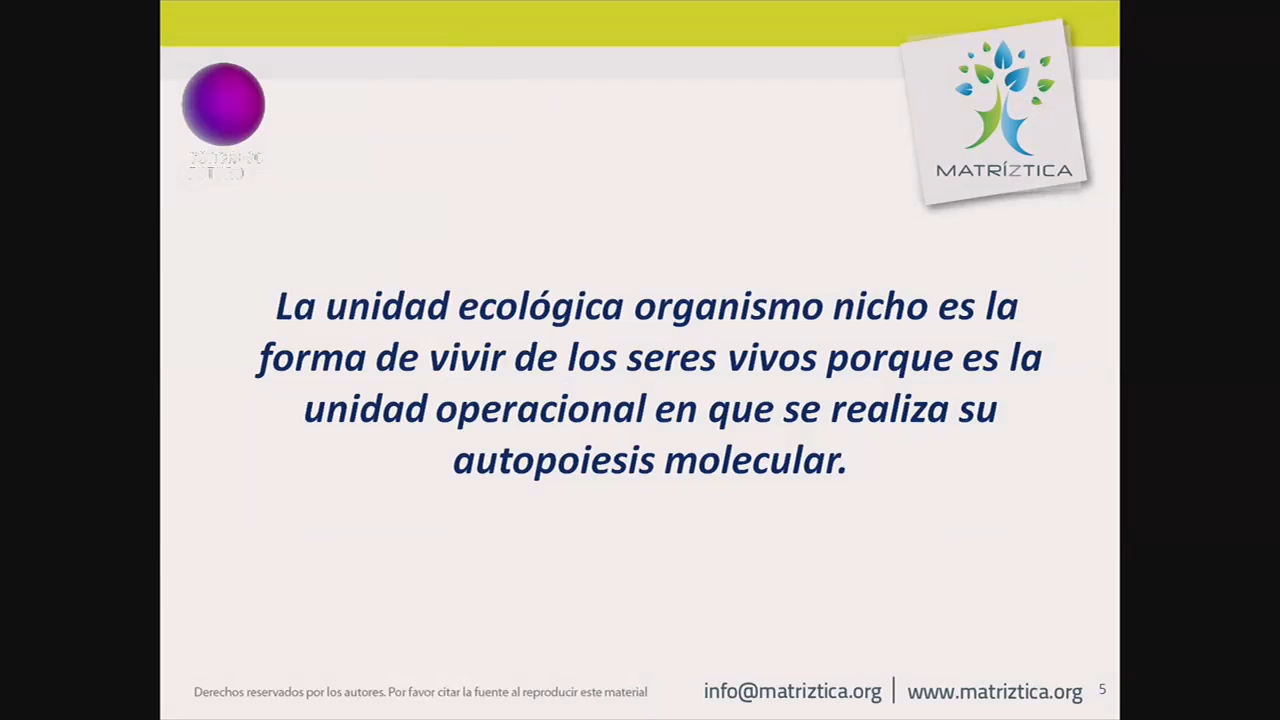 MATRÍZTICA
La unidad ecológica organismo nicho es la
forma de vivir de los seres vivos porque es la
unidad operacional en que se realiza su
autopoiesis molecular.
Derechos reservados por los autores. Por favor citar la fuente al reproducir este material
info@matriztica.org | www.matriztica.org 5